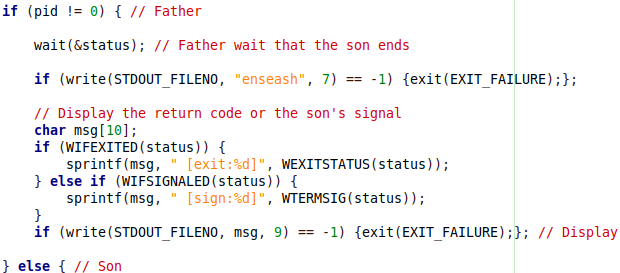 if (pid != 0) { // Father
wait(&status); // Father wait that the son ends
if (write(STDOUT_FILENO, "enseash", 7) == -1) {exit(EXIT_FAILURE);};
// Display the return code or the son's signal
char msg[10];
if (WIFEXITED(status)) {
sprintf(msg, " [exit:%d]", WEXITSTATUS(status));
} else if (WIFSIGNALED(status)) {
sprintf(msg, " [sign:%d]", WTERMSIG(status));
}
if (write(STDOUT_FILENO, msg, 9) == -1) {exit(EXIT_FAILURE);}; // Display
} else { // Son